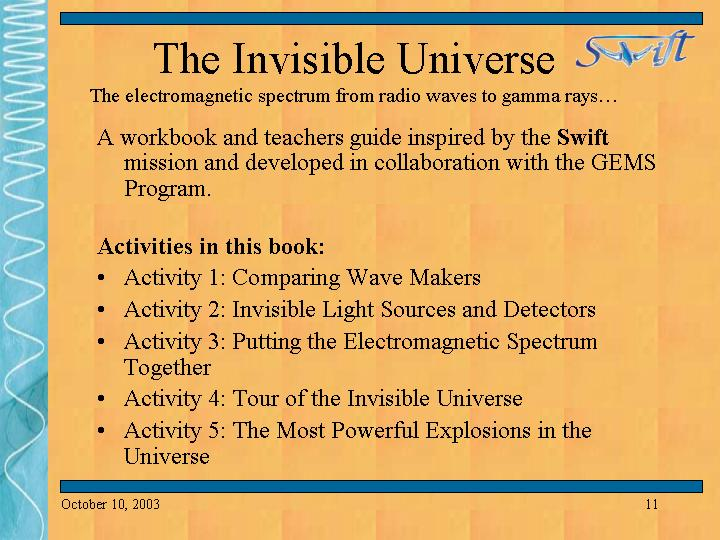 The Invisible Universe
Swift
The electromagnetic spectrum from radio waves to gamma rays…
A workbook and teachers guide inspired by the Swift
mission and developed in collaboration with the GEMS
Program.
Activities in this book:
• Activity 1: Comparing Wave Makers
• Activity 2: Invisible Light Sources and Detectors
• Activity 3: Putting the Electromagnetic Spectrum
Together
• Activity 4: Tour of the Invisible Universe
• Activity 5: The Most Powerful Explosions in the
Universe
October 10, 2003
11